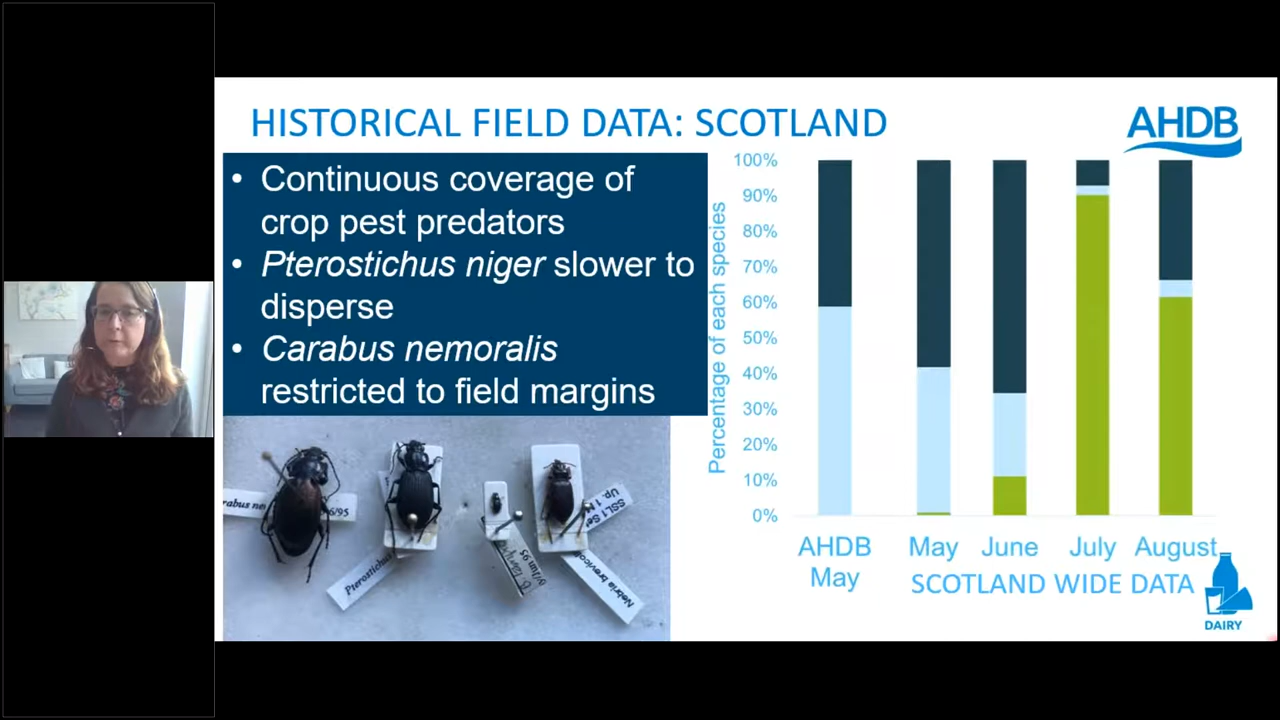 HISTORICAL FIELD DATA: SCOTLAND
AHDB
• Continuous coverage of
crop pest predators
• Pterostichus niger slower to
disperse
• Carabus nemoralis
restricted to field margins
Percentage of each species
100%
90%
80%
70%
60%
50%
40%
30%
20%
10%
0%
AHDB
May
May
June
July
August
SCOTLAND WIDE DATA
DAIRY
Pterostichus
Nebria brevicol